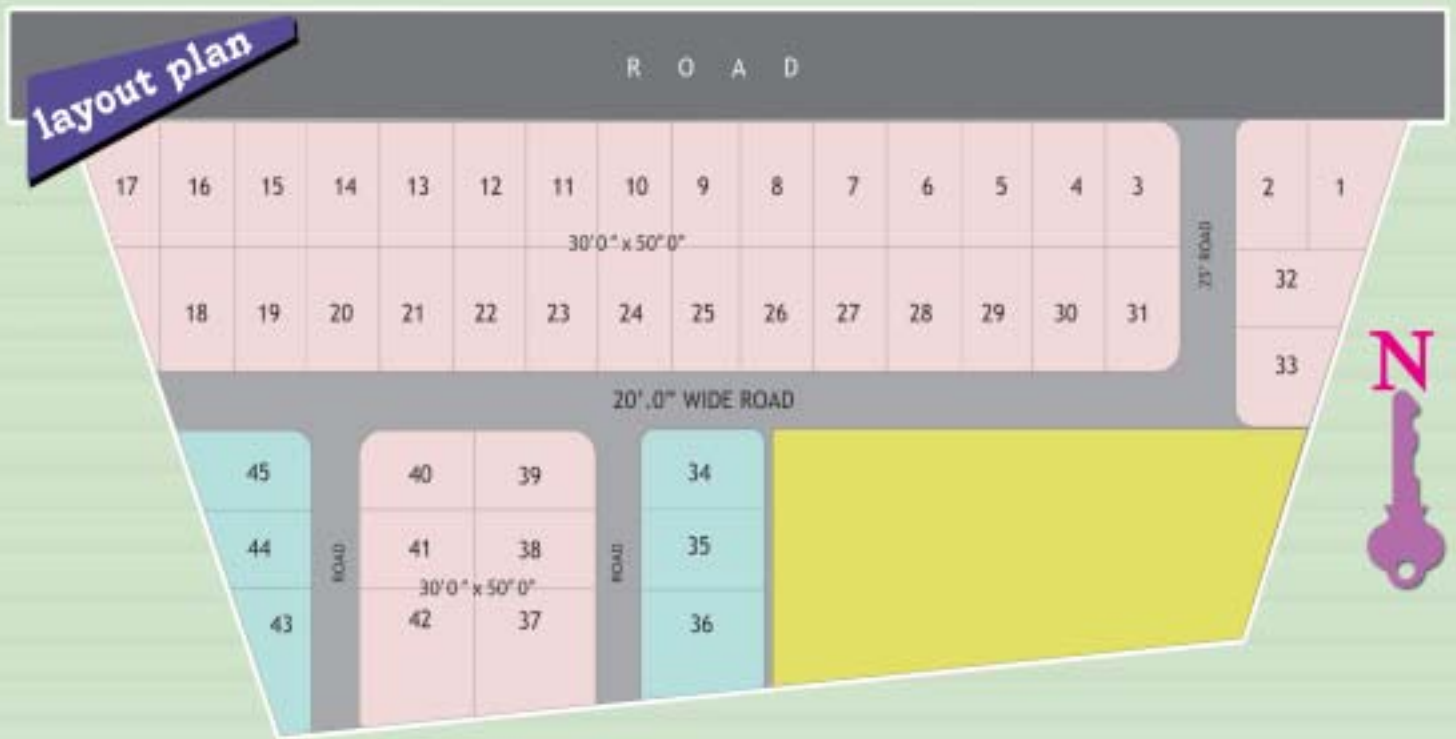 layout plan
ROAD
17 16 15 14 13 12 11 10 9 8 7 6 5 4 3 2 1
30'0" x 50"0"
25' ROAD
32
18 19 20 21 22 23 24 25 26 27 28 29 30 31
33
N
20'.0" WIDE ROAD
45 40 39 34
44 41 38 35
ROAD ROAD
30'0" x 50"0"
43 42 37 36